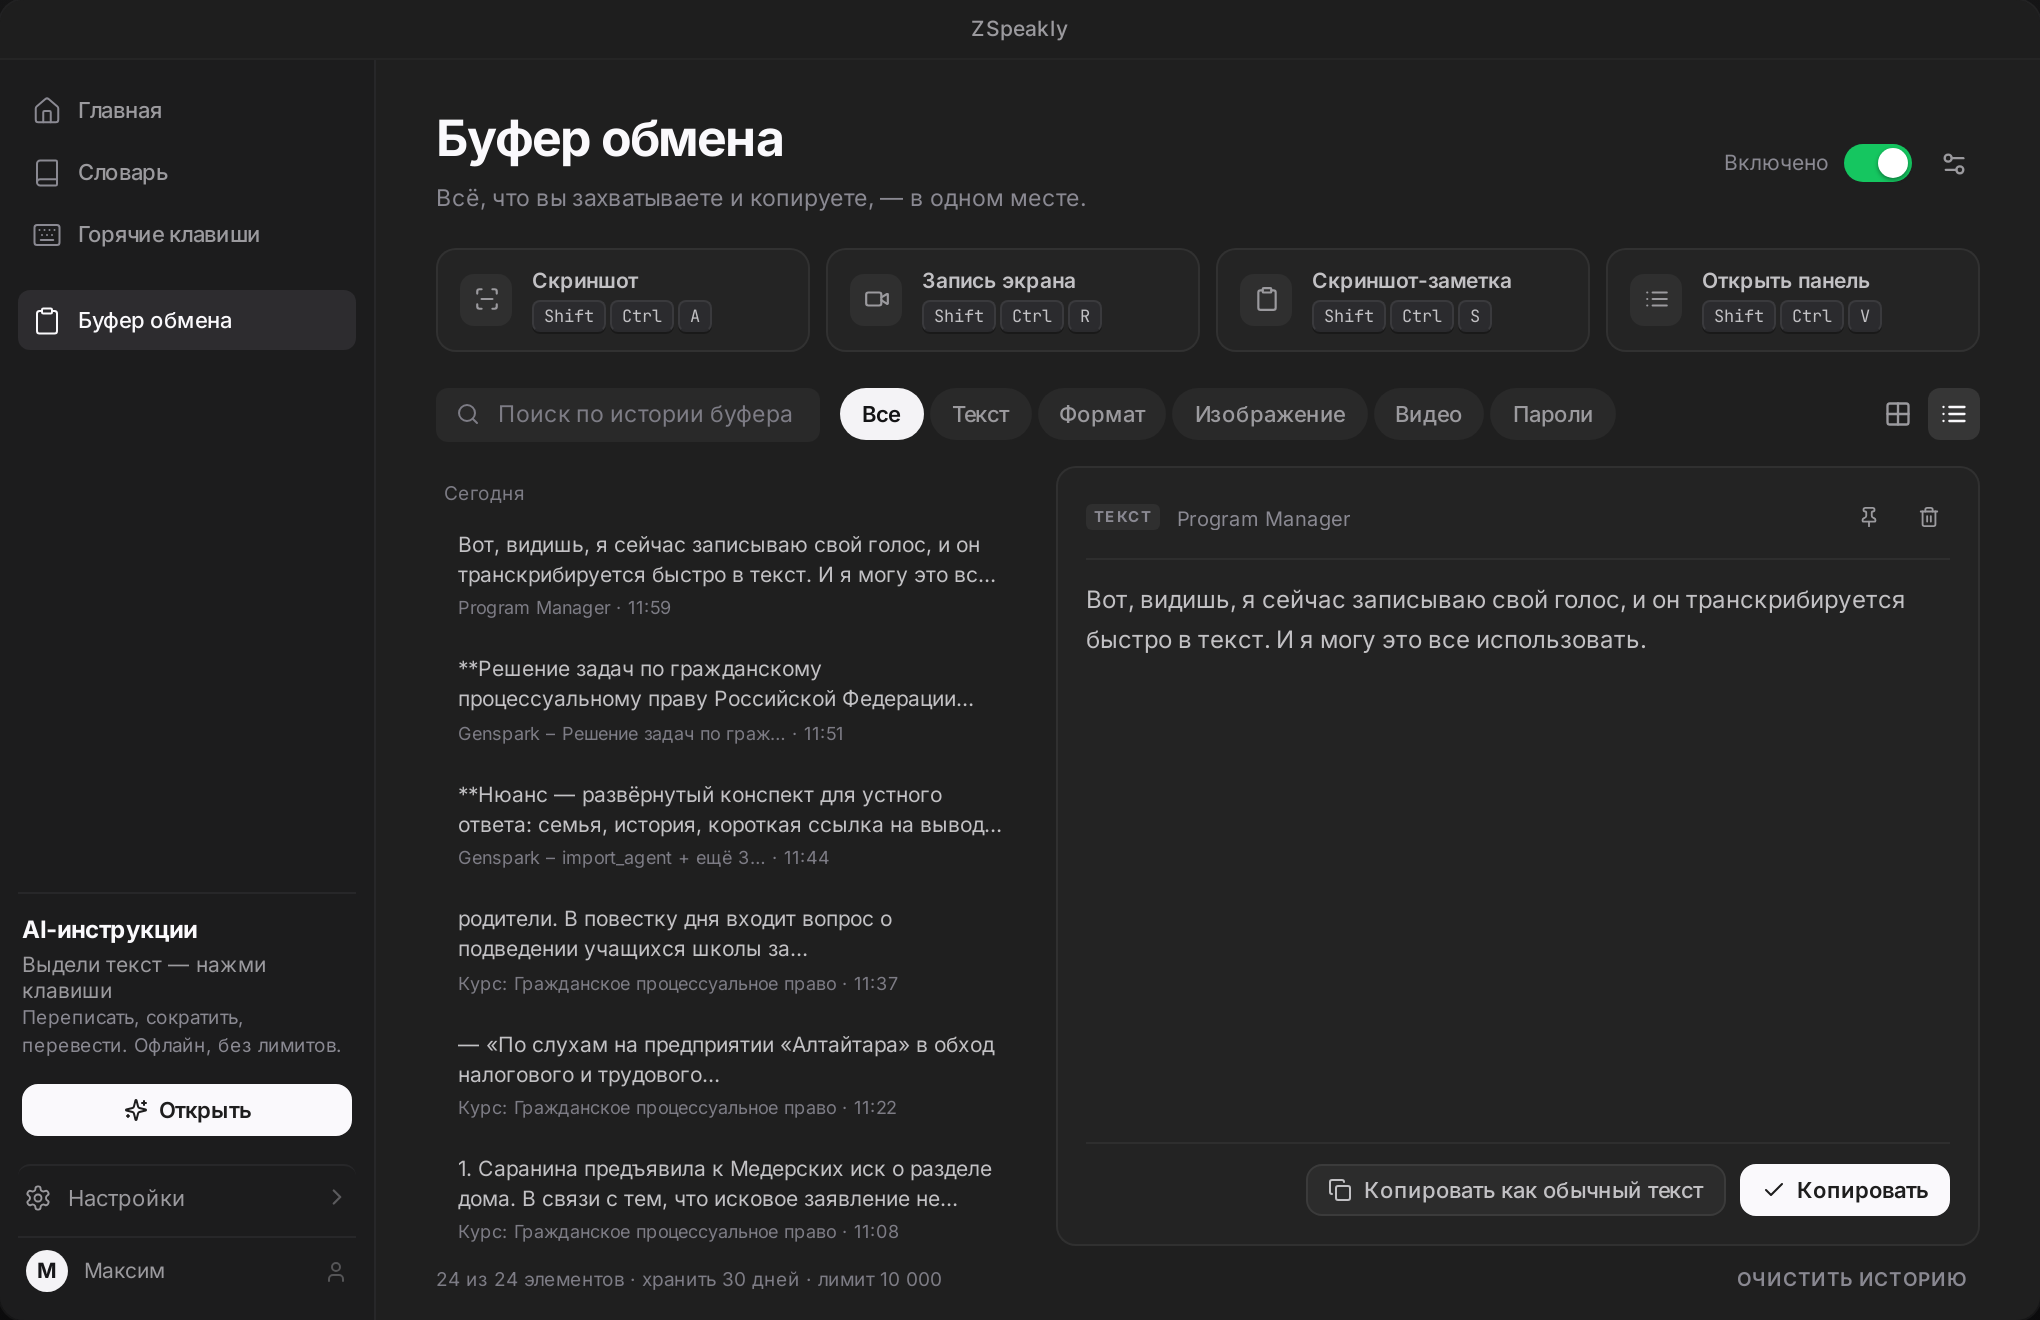 ZSpeakly
Главная
Словарь
Горячие клавиши
Буфер обмена
AI-инструкции
Выдели текст — нажми
клавиши
Переписать, сократить,
перевести. Офлайн, без лимитов.
Открыть
Настройки
М Максим
Буфер обмена
Всё, что вы захватываете и копируете, — в одном месте.
Включено
Скриншот
Shift Ctrl A
Запись экрана
Shift Ctrl R
Скриншот-заметка
Shift Ctrl S
Открыть панель
Shift Ctrl V
Поиск по истории буфера
Все Текст Формат Изображение Видео Пароли
Сегодня
Вот, видишь, я сейчас записываю свой голос, и он
транскрибируется быстро в текст. И я могу это вс...
Program Manager · 11:59
**Решение задач по гражданскому
процессуальному праву Российской Федерации...
Genspark – Решение задач по граж... · 11:51
**Нюанс — развёрнутый конспект для устного
ответа: семья, история, короткая ссылка на вывод...
Genspark – import_agent + ещё 3... · 11:44
родители. В повестку дня входит вопрос о
подведении учащихся школы за...
Курс: Гражданское процессуальное право · 11:37
— «По слухам на предприятии «Алтайтара» в обход
налогового и трудового...
Курс: Гражданское процессуальное право · 11:22
1. Саранина предъявила к Медерских иск о разделе
дома. В связи с тем, что исковое заявление не...
Курс: Гражданское процессуальное право · 11:08
24 из 24 элементов · хранить 30 дней · лимит 10 000
ТЕКСТ Program Manager
Вот, видишь, я сейчас записываю свой голос, и он транскрибируется
быстро в текст. И я могу это все использовать.
Копировать как обычный текст
Копировать
ОЧИСТИТЬ ИСТОРИЮ